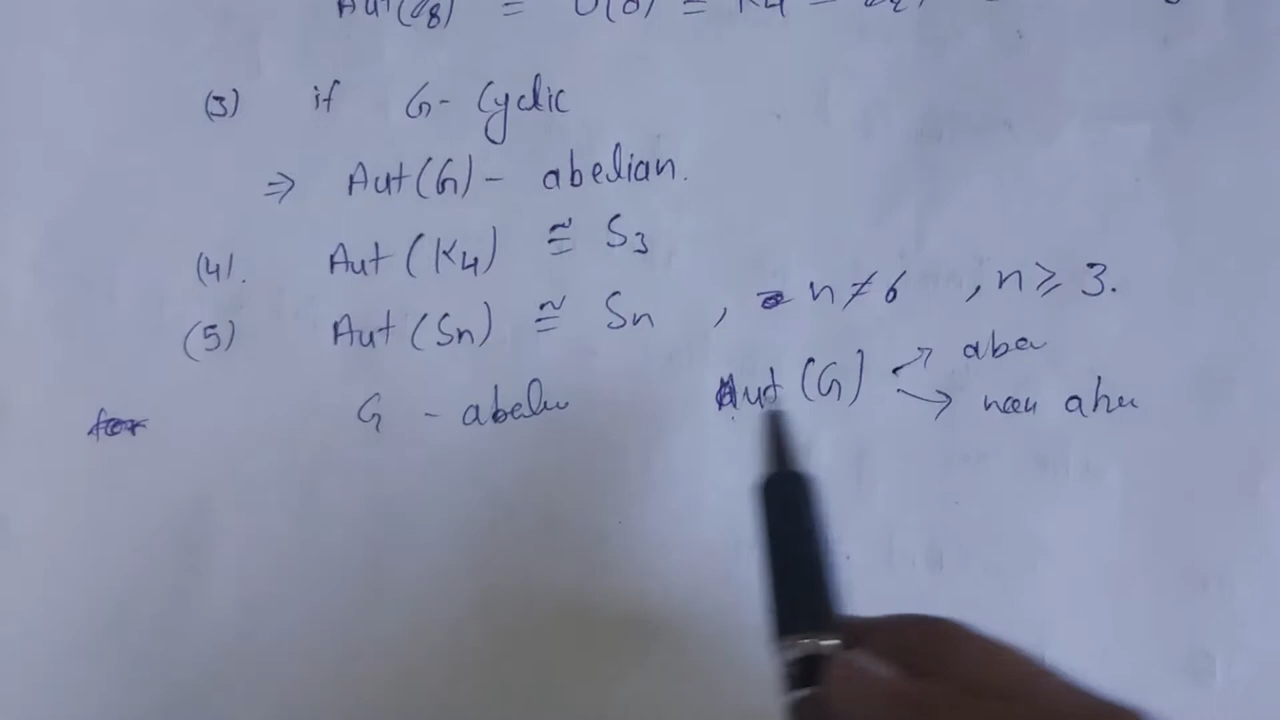 (3) if G - Cyclic
⇒ Aut(G) - abelian.
(4). Aut (K4) ≅ S3
(5) Aut (Sn) ≅ Sn , n ≠ 6 , n ≥ 3.
G - Aut (G) → abe
→ non abe